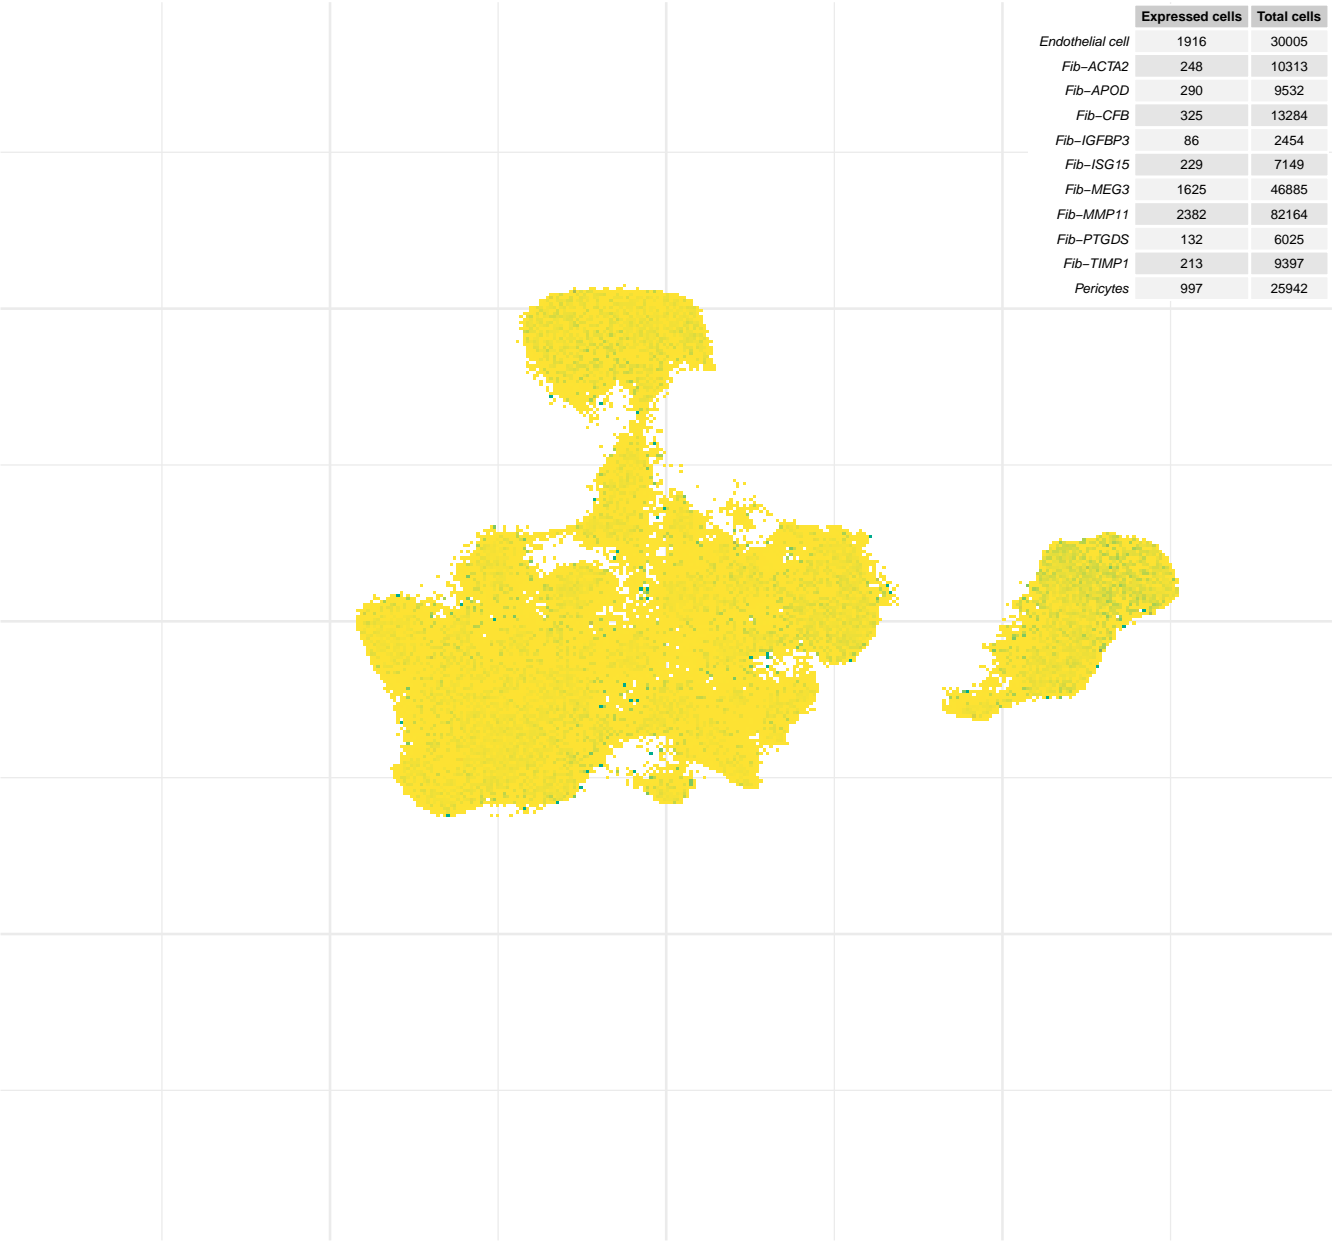 Expressed cells Total cells
Endothelial cell 1916 30005
Fib−ACTA2 248 10313
Fib−APOD 290 9532
Fib−CFB 325 13284
Fib−IGFBP3 86 2454
Fib−ISG15 229 7149
Fib−MEG3 1625 46885
Fib−MMP11 2382 82164
Fib−PTGDS 132 6025
Fib−TIMP1 213 9397
Pericytes 997 25942